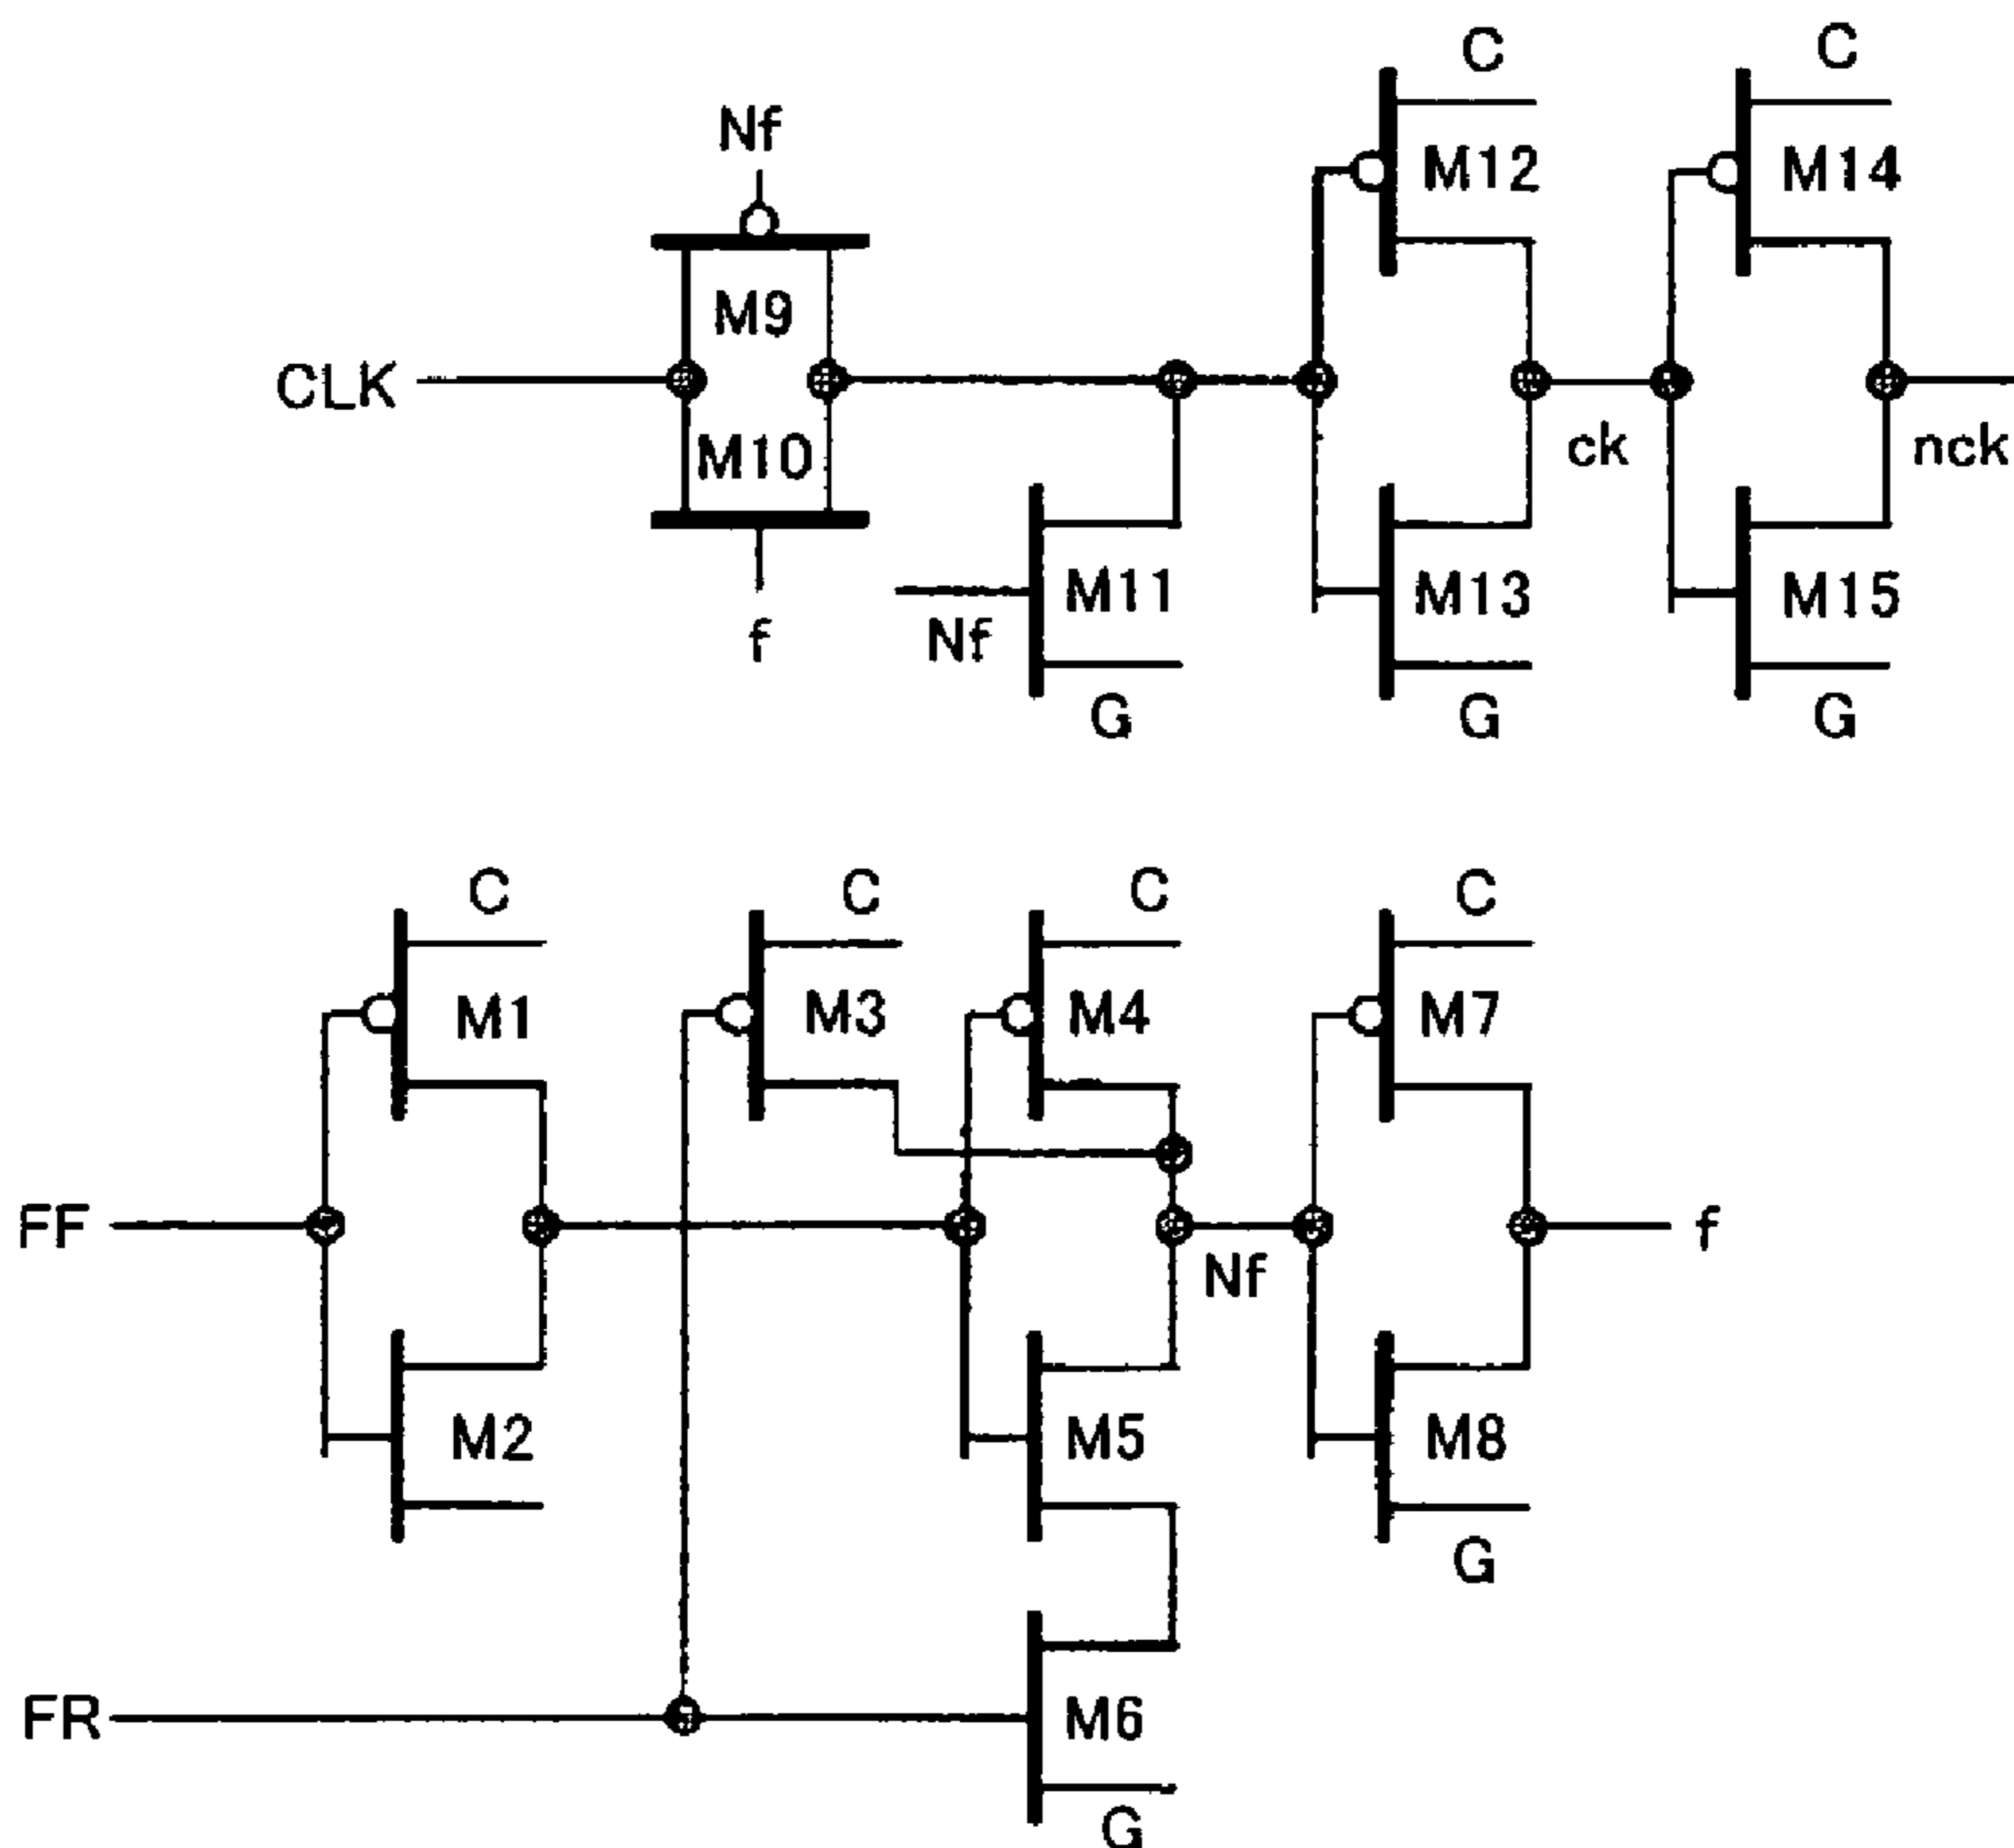 C C
Nf
M12 M14
M9
CLK
M10
ck nck
M11 M13 M15
f Nf
G G G
C C C C
M1 M3 M4 M7
FF f
Nf
M2 M5 M8
G
FR M6
G